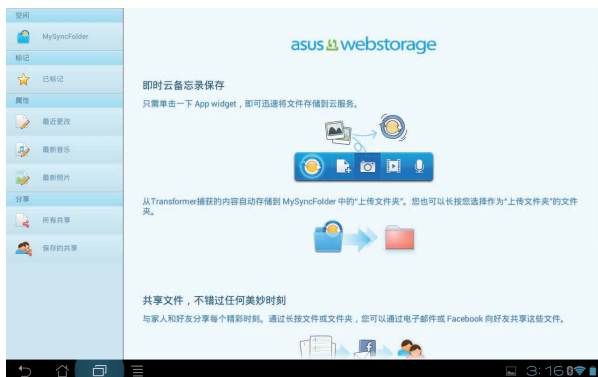 空间
MySyncFolder
标记
已标记
属性
最近更改
最新音乐
最新照片
分享
所有共享
保存的共享
asus webstorage
即时云备忘录保存
只需单击一下 App widget，即可迅速将文件存储到云服务。
从Transformer捕获的内容自动存储到 MySyncFolder 中的“上传文件夹”。您也可以长按您选择作为“上传文件夹”的文件
夹。
共享文件，不错过任何美妙时刻
与家人和好友分享每个精彩时刻。通过长按文件或文件夹，您可以通过电子邮件或 Facebook 向好友共享这些文件。
3:16